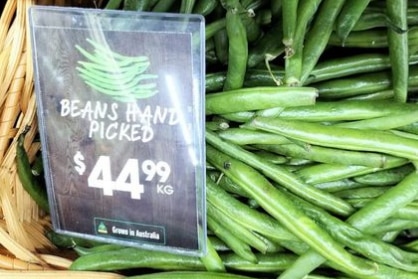 BEANS HAND
PICKED
$44.99
KG
Grown in Australia